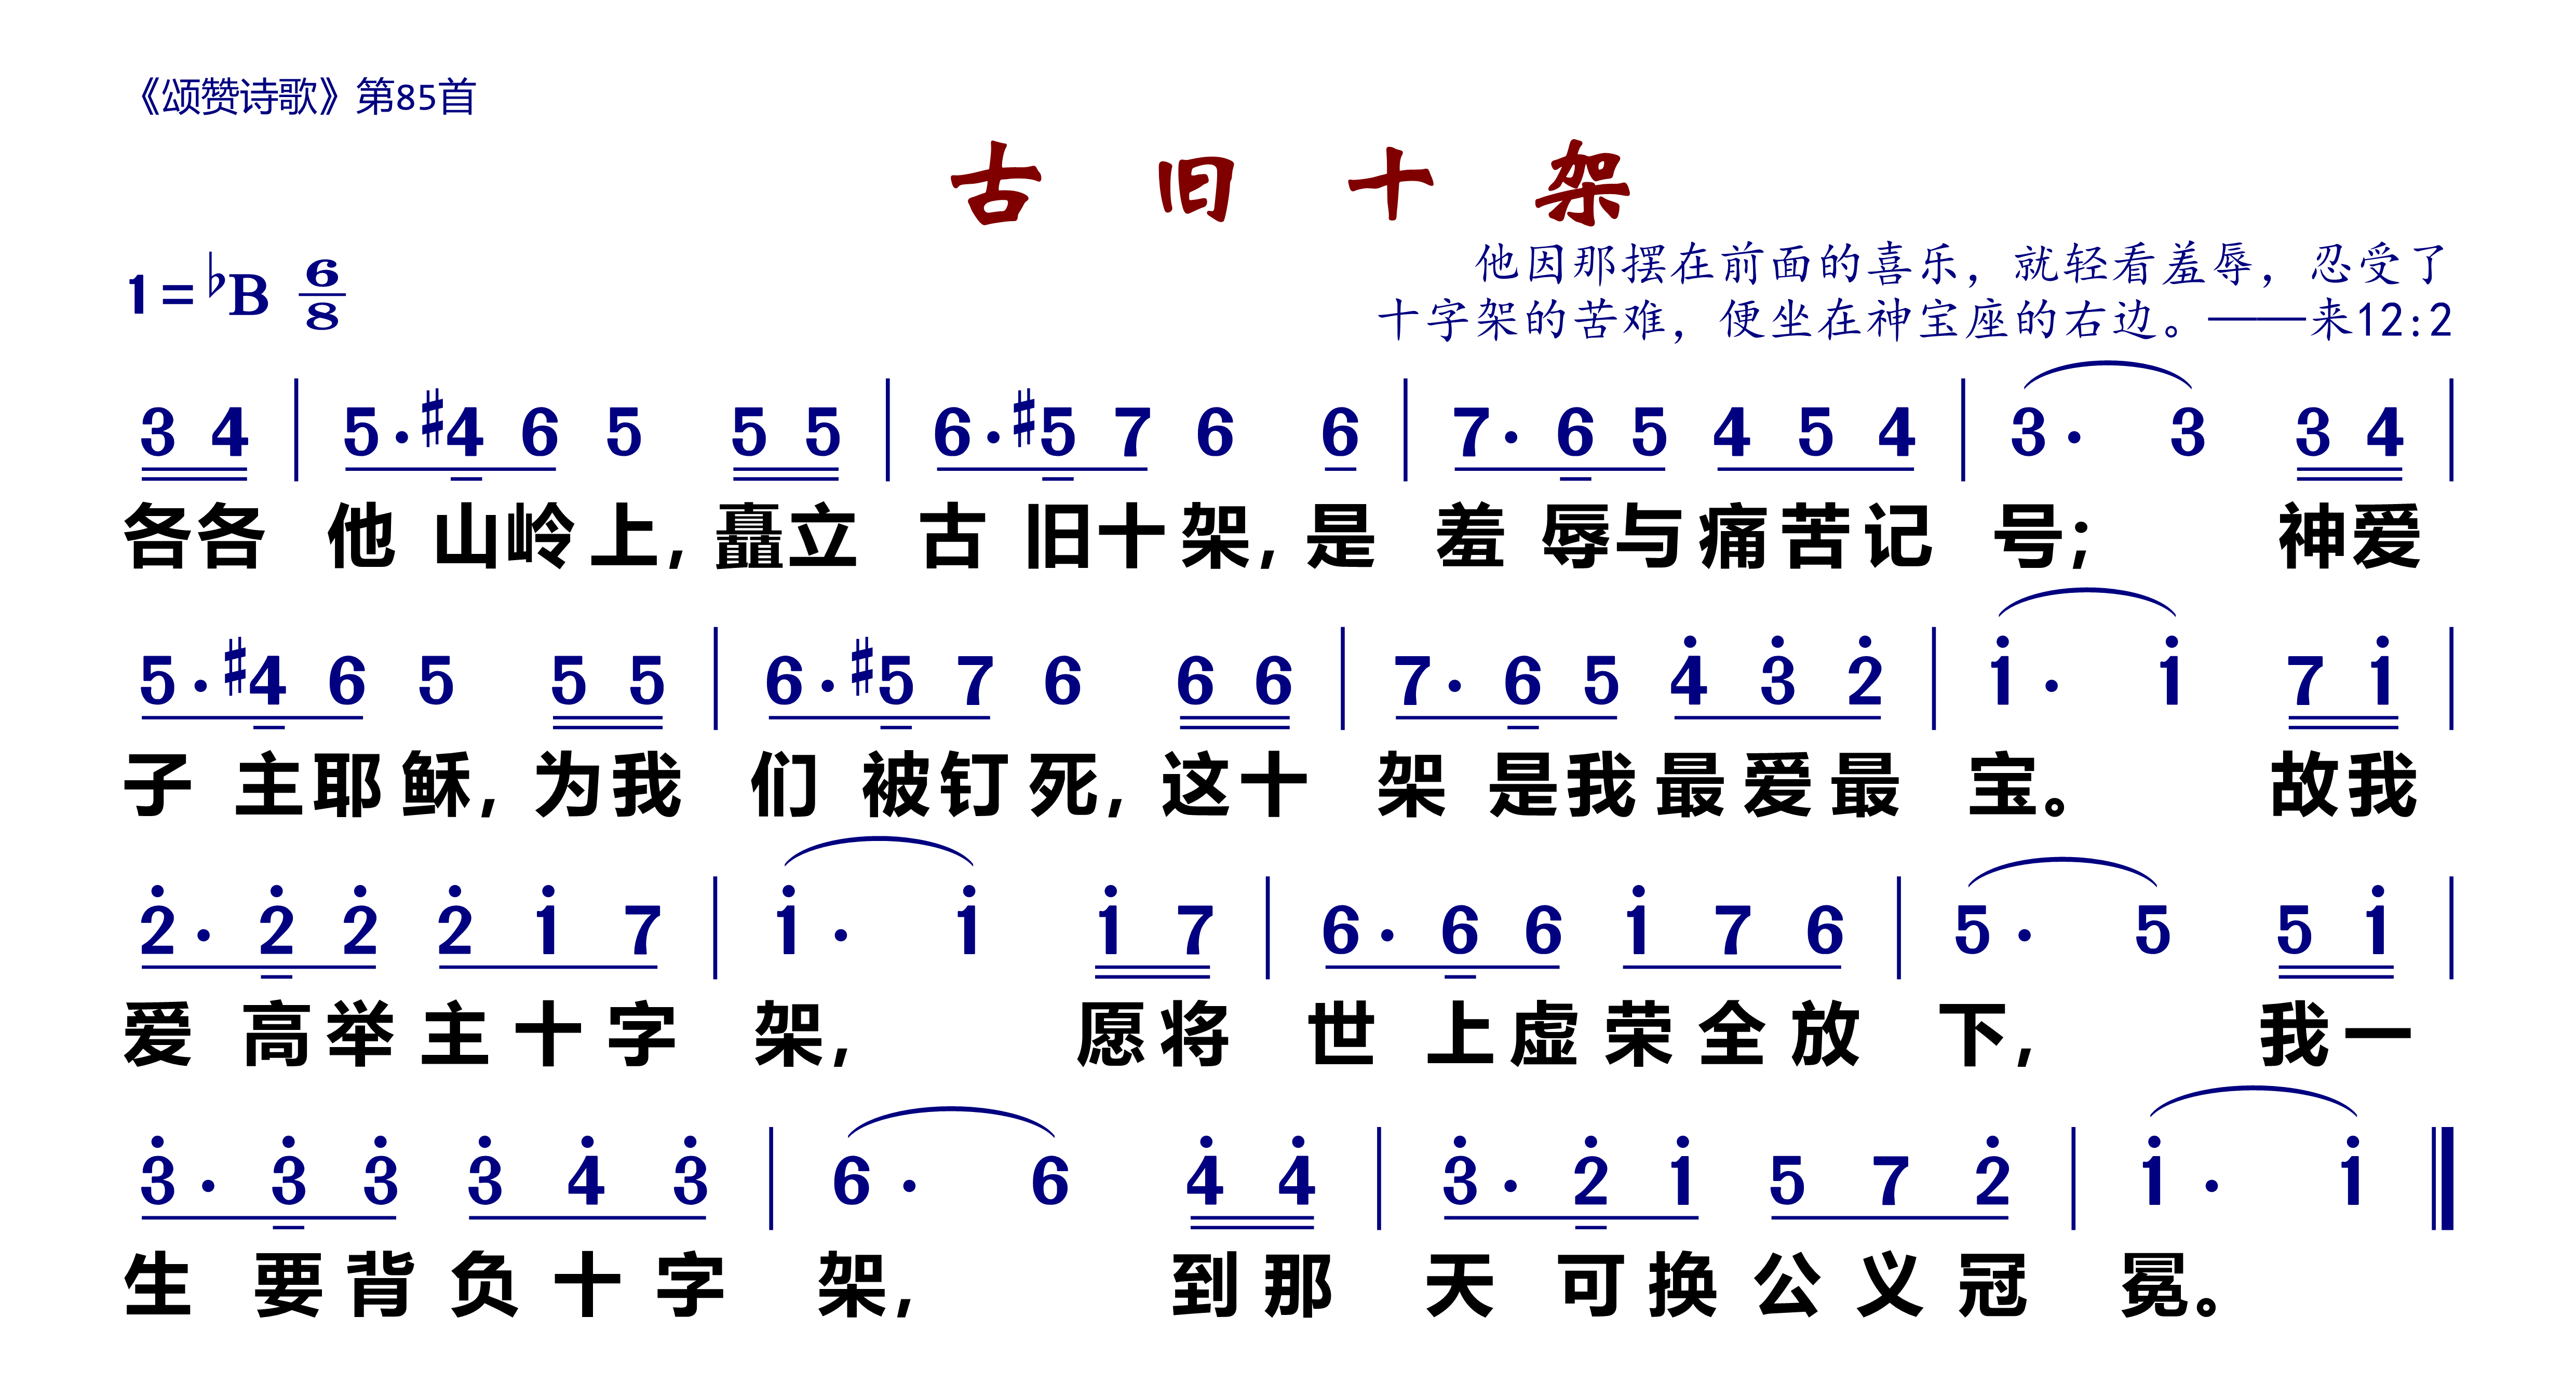 《颂赞诗歌》第85首
古旧十架
1=♭B 6/8
他因那摆在前面的喜乐，就轻看羞辱，忍受了
十字架的苦难，便坐在神宝座的右边。——来12:2
3 4 | 5· #4 6 5 5 5 | 6· #5 7 6 6 | 7· 6 5 4 5 4 | 3· 3 3 4 |
各各 他 山岭上，矗立 古 旧十架，是 羞 辱与痛苦记 号； 神爱
5· #4 6 5 5 5 | 6· #5 7 6 6 6 | 7· 6 5 4̇ 3̇ 2̇ | 1̇· 1̇ 7 1̇ |
子 主耶稣，为我 们 被钉死，这十 架 是我最爱最 宝。 故我
2̇· 2̇ 2̇ 2̇ 1̇ 7 | 1̇· 1̇ 1̇ 7 | 6· 6 6 1̇ 7 6 | 5· 5 5 1̇ |
爱 高举主十字 架， 愿将 世 上虚荣全放 下， 我一
3̇· 3̇ 3̇ 3̇ 4̇ 3̇ | 6· 6 4̇ 4̇ | 3̇· 2̇ 1̇ 5 7 2̇ | 1̇· 1̇ ‖
生 要背负十字 架， 到那 天 可换公义冠 冕。